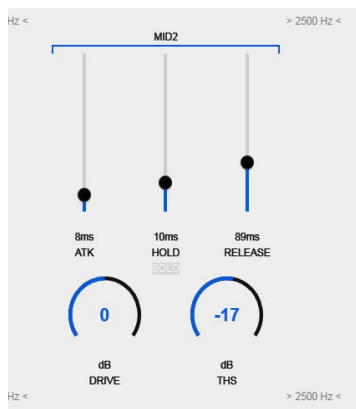 Hz < > 2500 Hz <
MID2
8ms 10ms 89ms
ATK HOLD RELEASE
SOLO
0 -17
dB dB
DRIVE THS
Hz < > 2500 Hz <